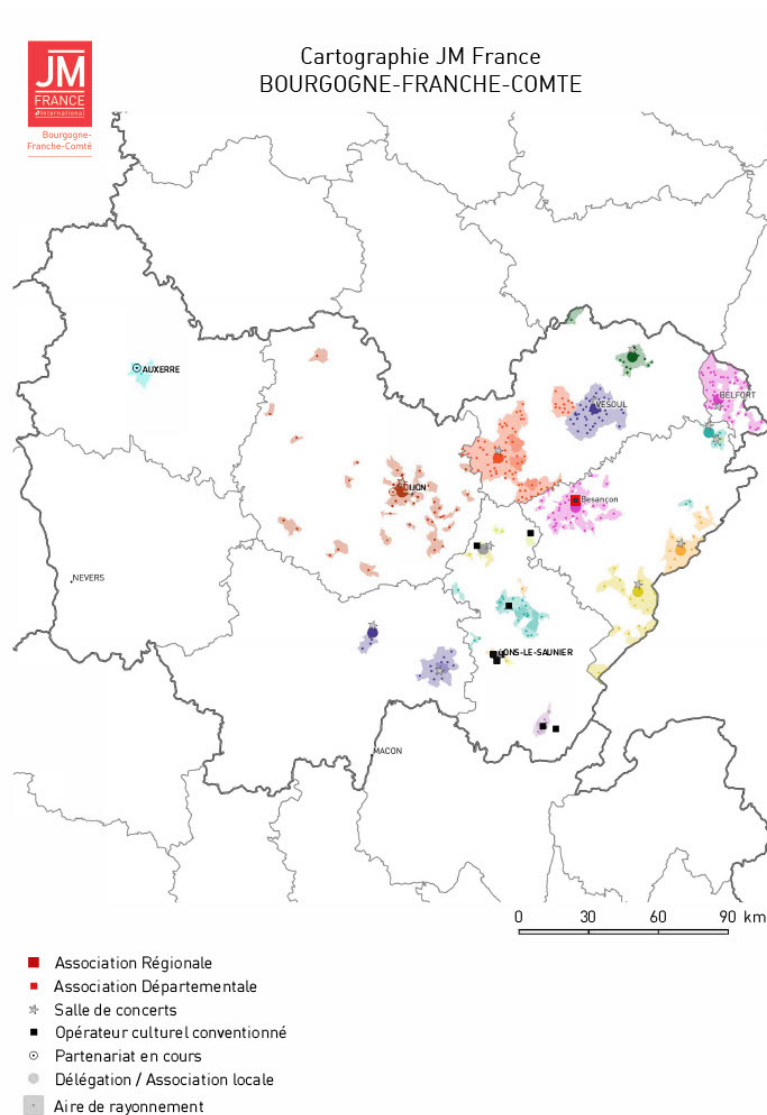 JM
FRANCE
International
Bourgogne-
Franche-Comté
Cartographie JM France
BOURGOGNE-FRANCHE-COMTE
AUXERRE
BELFORT
VESOUL
DIJON
Besançon
NEVERS
LONS-LE-SAUNIER
MACON
0 30 60 90 km
Association Régionale
Association Départementale
Salle de concerts
Opérateur culturel conventionné
Partenariat en cours
Délégation / Association locale
Aire de rayonnement